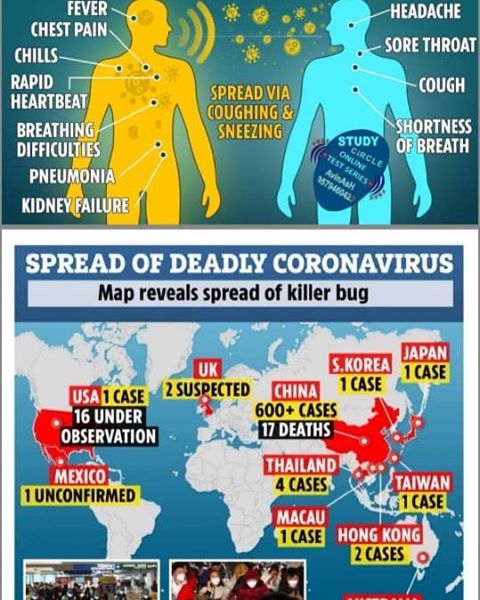 FEVER
CHEST PAIN
CHILLS
RAPID
HEARTBEAT
BREATHING
DIFFICULTIES
PNEUMONIA
KIDNEY FAILURE
SPREAD VIA
COUGHING &
SNEEZING
HEADACHE
SORE THROAT
COUGH
SHORTNESS
OF BREATH
STUDY
CIRCLE
ONLINE
TEST SERIES
AvinAsH
SPREAD OF DEADLY CORONAVIRUS
Map reveals spread of killer bug
USA 1 CASE
16 UNDER
OBSERVATION
MEXICO
1 UNCONFIRMED
UK
2 SUSPECTED
CHINA
600+ CASES
17 DEATHS
S.KOREA
1 CASE
JAPAN
1 CASE
THAILAND
4 CASES
TAIWAN
1 CASE
MACAU
1 CASE
HONG KONG
2 CASES
AUSTRALIA